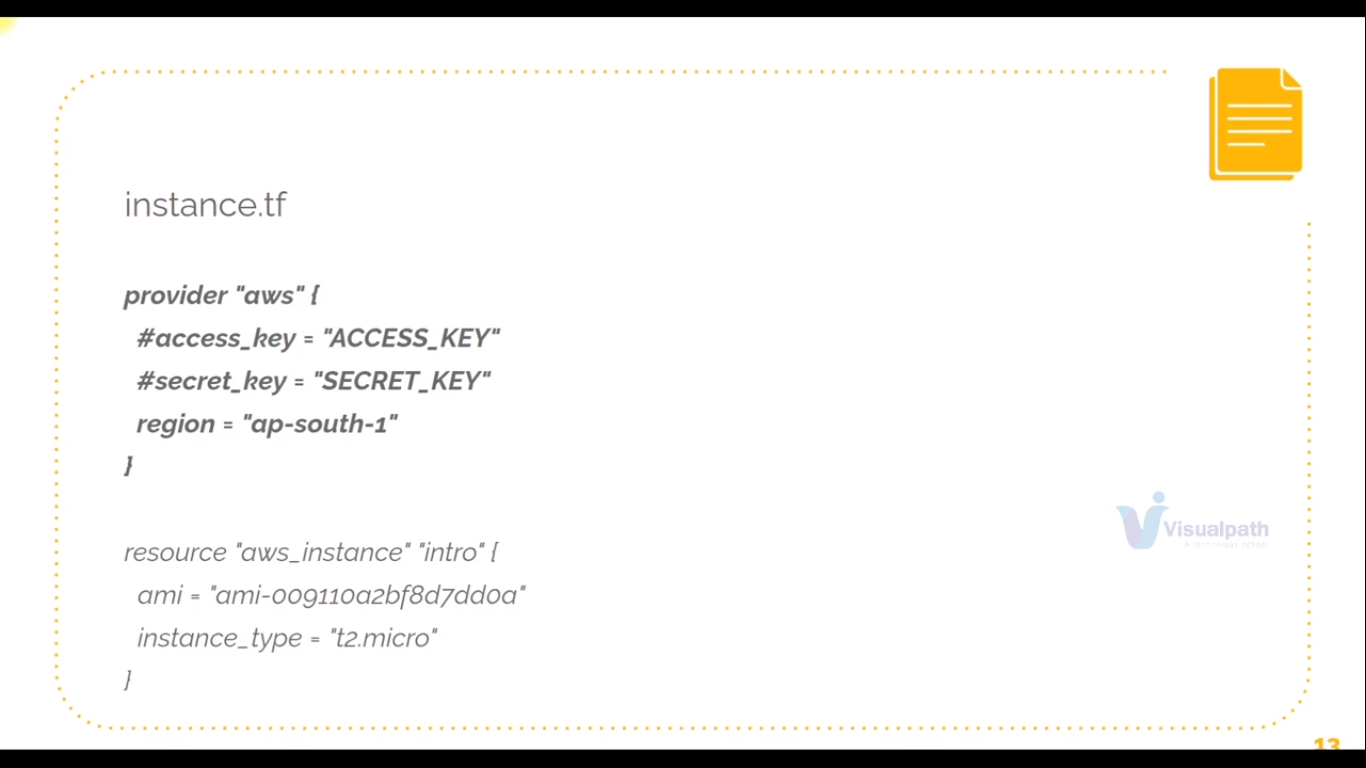 instance.tf
provider "aws" {
#access_key = "ACCESS_KEY"
#secret_key = "SECRET_KEY"
region = "ap-south-1"
}
resource "aws_instance" "intro" {
ami = "ami-009110a2bf8d7dd0a"
instance_type = "t2.micro"
}
Visualpath
13